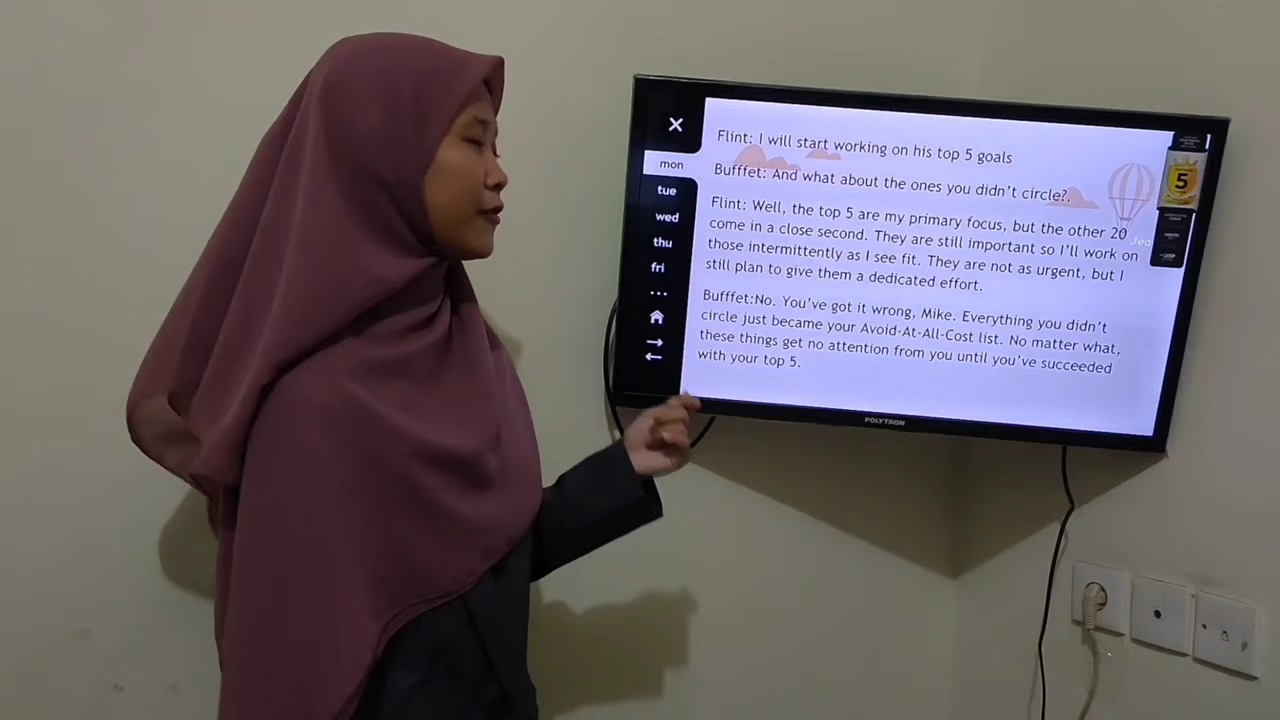 Flint: I will start working on his top 5 goals
Bufffet: And what about the ones you didn't circle?.
Flint: Well, the top 5 are my primary focus, but the other 20
come in a close second. They are still important so I'll work on
those intermittently as I see fit. They are not as urgent, but I
still plan to give them a dedicated effort.
Bufffet:No. You've got it wrong, Mike. Everything you didn't
circle just became your Avoid-At-All-Cost list. No matter what,
these things get no attention from you until you've succeeded
with your top 5.
mon
tue
wed
thu
fri
...
5
Jea
POLYTRON